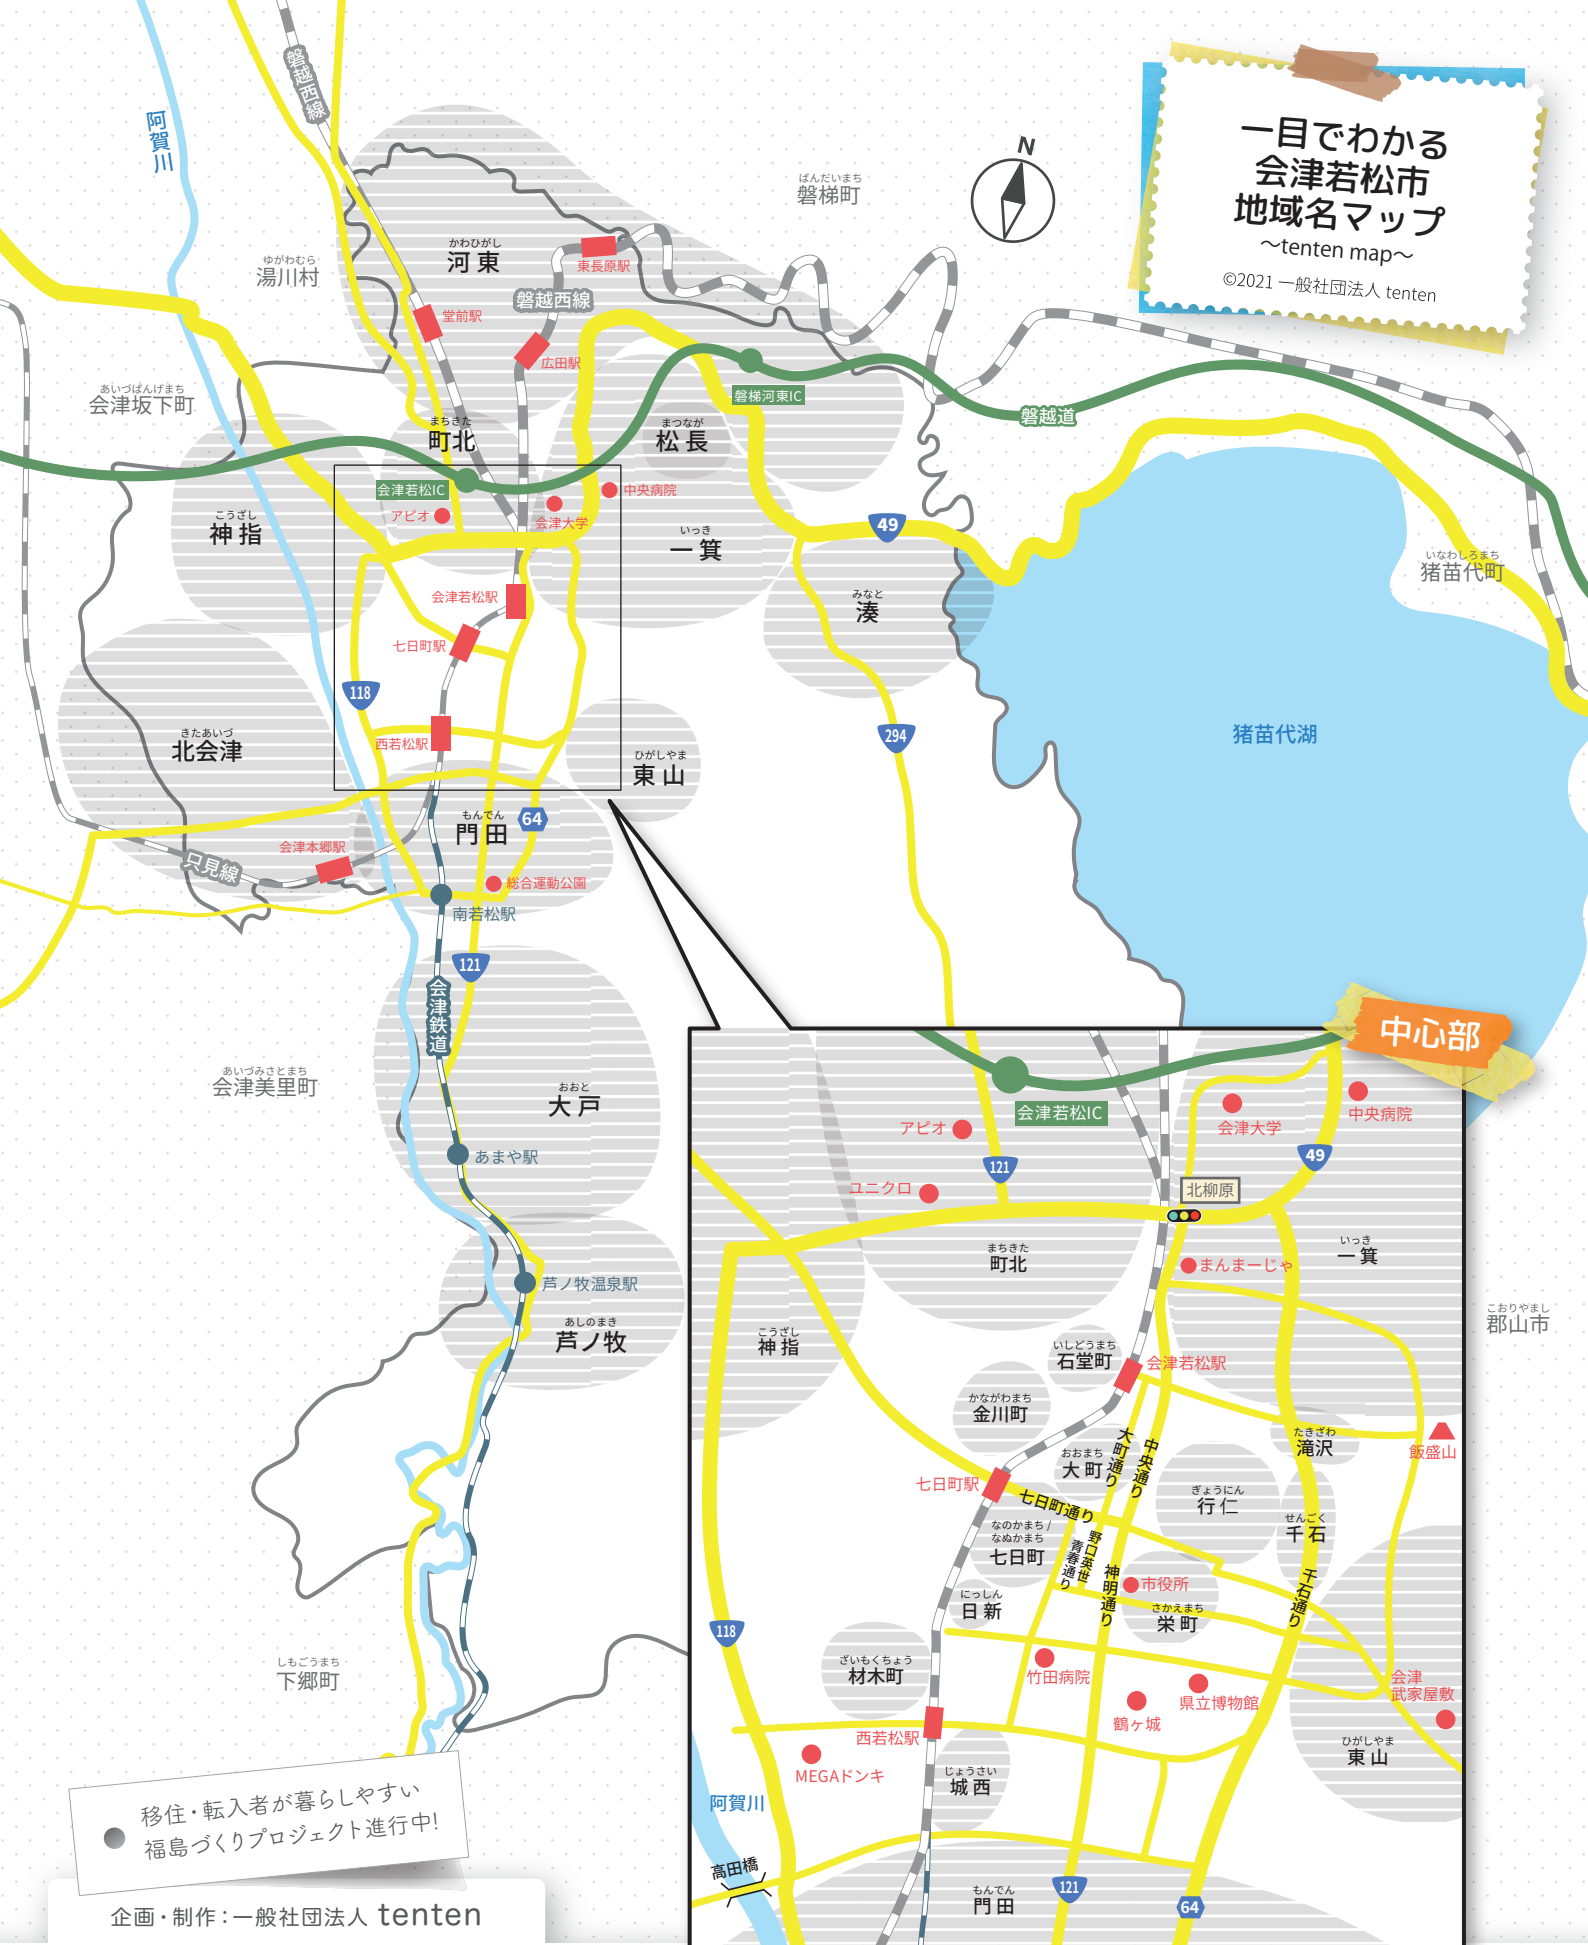 一目でわかる
会津若松市
地域名マップ
〜tenten map〜
©2021 一般社団法人 tenten
N
磐越西線
阿賀川
ばんだいまち
磐梯町
ゆがわむら
湯川村
かわひがし
河東
東長原駅
磐越西線
堂前駅
広田駅
磐梯河東IC
あいづばんげまち
会津坂下町
まちきた
町北
まつなが
松長
磐越道
会津若松IC
アピオ
中央病院
会津大学
こうざし
神指
いっき
一箕
49
いなわしろまち
猪苗代町
みなと
湊
会津若松駅
七日町駅
118
294
猪苗代湖
きたあいづ
北会津
西若松駅
ひがしやま
東山
もんでん
門田
64
会津本郷駅
只見線
総合運動公園
南若松駅
121
会津鉄道
あいづみさとまち
会津美里町
おおと
大戸
あまや駅
芦ノ牧温泉駅
あしのまき
芦ノ牧
しもごうまち
下郷町
こおりやまし
郡山市
中心部
会津若松IC
アピオ
会津大学
中央病院
121
49
ユニクロ
北柳原
まちきた
町北
いっき
一箕
まんまーじゃ
こうざし
神指
いしどうまち
石堂町
会津若松駅
かながわまち
金川町
おおまち
大町
大町通り
中央通り
たきざわ
滝沢
飯盛山
七日町駅
七日町通り
ぎょうにん
行仁
せんごく
千石
なのかまち/
なぬかまち
七日町
野口英世
青春通り
神明通り
市役所
さかえまち
栄町
千石通り
にっしん
日新
118
ざいもくちょう
材木町
竹田病院
県立博物館
鶴ヶ城
会津
武家屋敷
西若松駅
MEGAドンキ
じょうさい
城西
ひがしやま
東山
阿賀川
高田橋
もんでん
門田
121
64
移住・転入者が暮らしやすい
福島づくりプロジェクト進行中!
企画・制作：一般社団法人 tenten